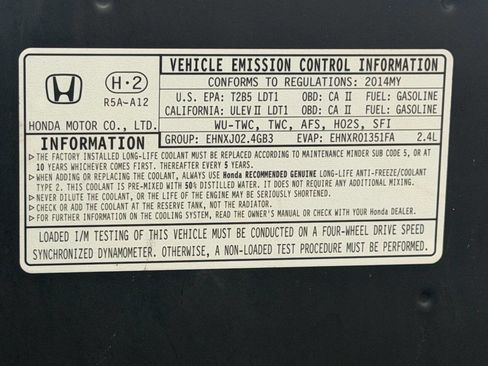 VEHICLE EMISSION CONTROL INFORMATION
CONFORMS TO REGULATIONS: 2014MY
H·2
R5A-A12
U.S. EPA: T2B5 LDT1 OBD: CA II FUEL: GASOLINE
CALIFORNIA: ULEV II LDT1 OBD: CA II FUEL: GASOLINE
HONDA MOTOR CO., LTD.
WU-TWC, TWC, AFS, HO2S, SFI
INFORMATION
GROUP: EHNXJ02.4GB3 EVAP: EHNXR0135IFA 2.4L
▶THE FACTORY INSTALLED LONG-LIFE COOLANT MUST BE REPLACED ACCORDING TO MAINTENANCE MINDER SUB CODE 5, OR AT
10 YEARS WHICHEVER COMES FIRST. THEREAFTER EVERY 5 YEARS.
▶WHEN ADDING OR REPLACING THE COOLANT, ALWAYS USE Honda RECOMMENDED GENUINE LONG-LIFE ANTI-FREEZE/COOLANT
TYPE 2. THIS COOLANT IS PRE-MIXED WITH 50% DISTILLED WATER. IT DOES NOT REQUIRE ANY ADDITIONAL MIXING.
▶NEVER DILUTE THE COOLANT, OR THE LIFE OF THE ENGINE MAY BE SERIOUSLY SHORTENED.
▶CHECK AND ADD COOLANT AT THE RESERVE TANK, NOT THE RADIATOR.
▶FOR FURTHER INFORMATION ON THE COOLING SYSTEM, READ THE OWNER'S MANUAL OR CHECK WITH YOUR Honda DEALER.
LOADED I/M TESTING OF THIS VEHICLE MUST BE CONDUCTED ON A FOUR-WHEEL DRIVE SPEED
SYNCHRONIZED DYNAMOMETER. OTHERWISE, A NON-LOADED TEST PROCEDURE MUST BE PERFORMED.